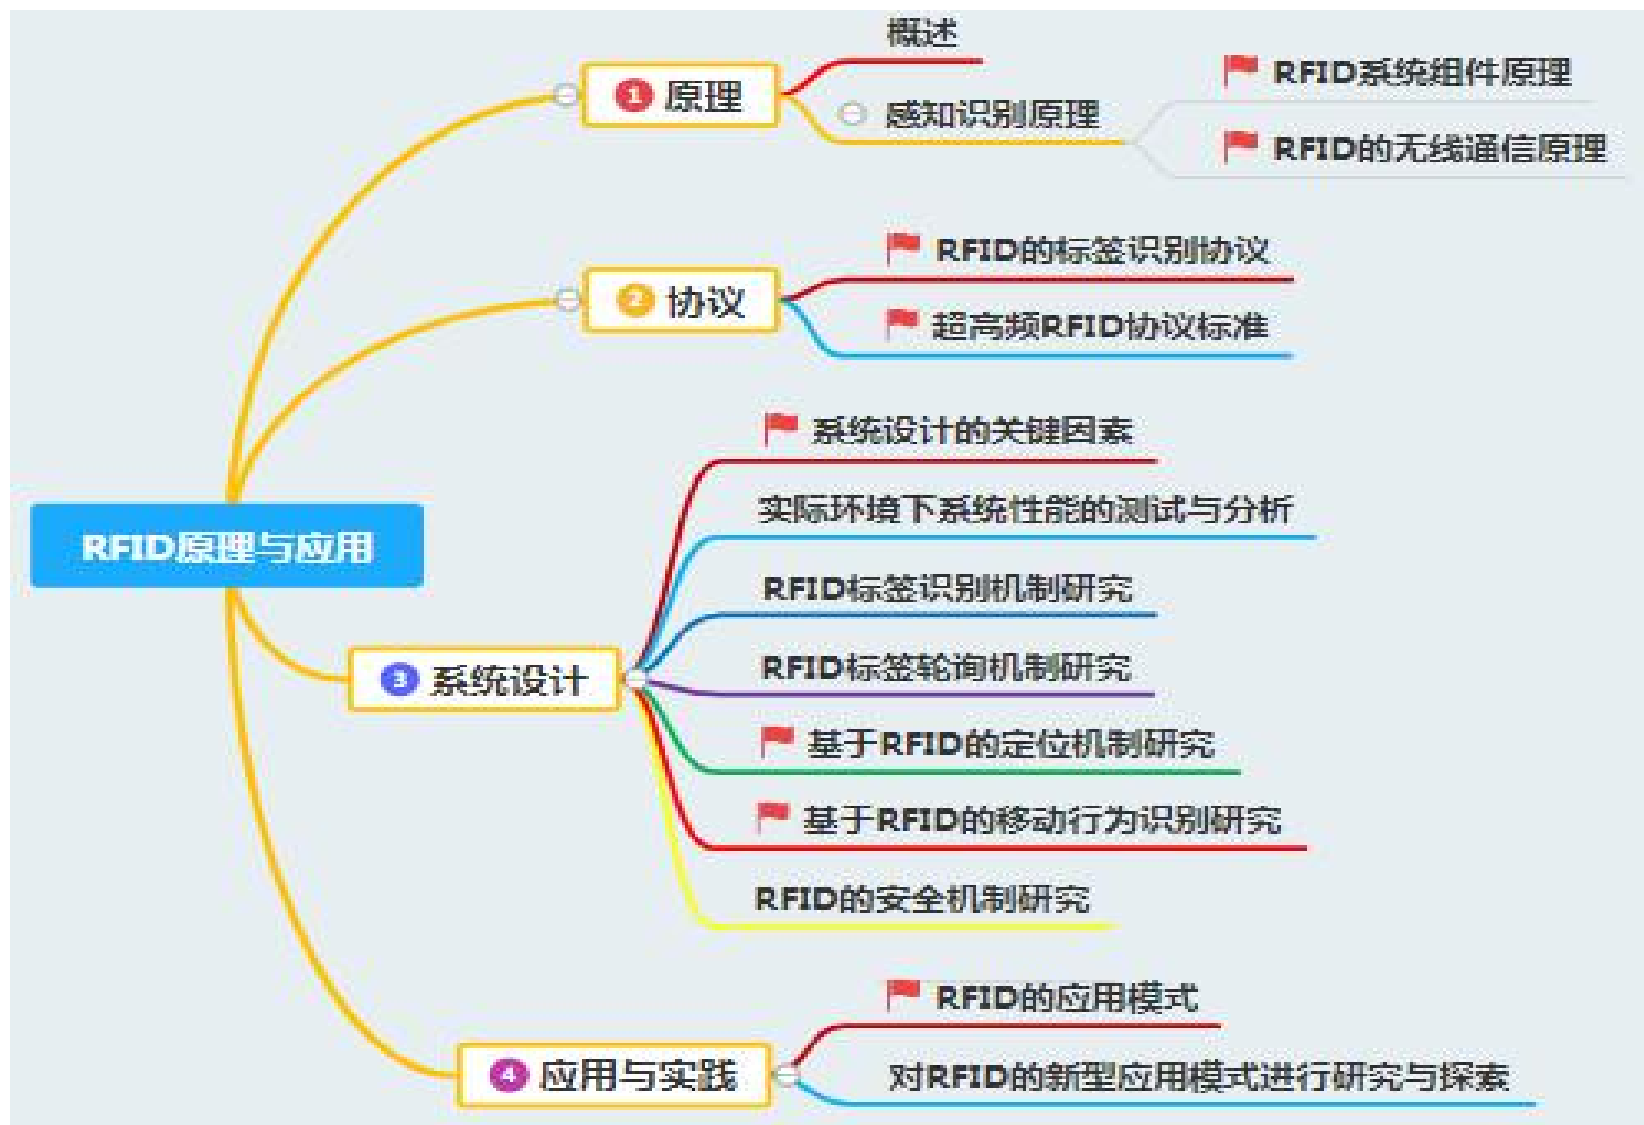 概述
RFID系统组件原理
1 原理
感知识别原理
RFID的无线通信原理
RFID的标签识别协议
2 协议
超高频RFID协议标准
系统设计的关键因素
实际环境下系统性能的测试与分析
RFID原理与应用
RFID标签识别机制研究
RFID标签轮询机制研究
3 系统设计
基于RFID的定位机制研究
基于RFID的移动行为识别研究
RFID的安全机制研究
RFID的应用模式
4 应用与实践
对RFID的新型应用模式进行研究与探素